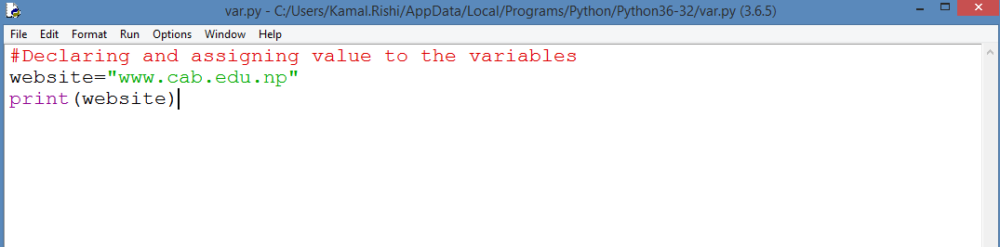 var.py - C:/Users/Kamal.Rishi/AppData/Local/Programs/Python/Python36-32/var.py (3.6.5)
File Edit Format Run Options Window Help
#Declaring and assigning value to the variables
website="www.cab.edu.np"
print(website)